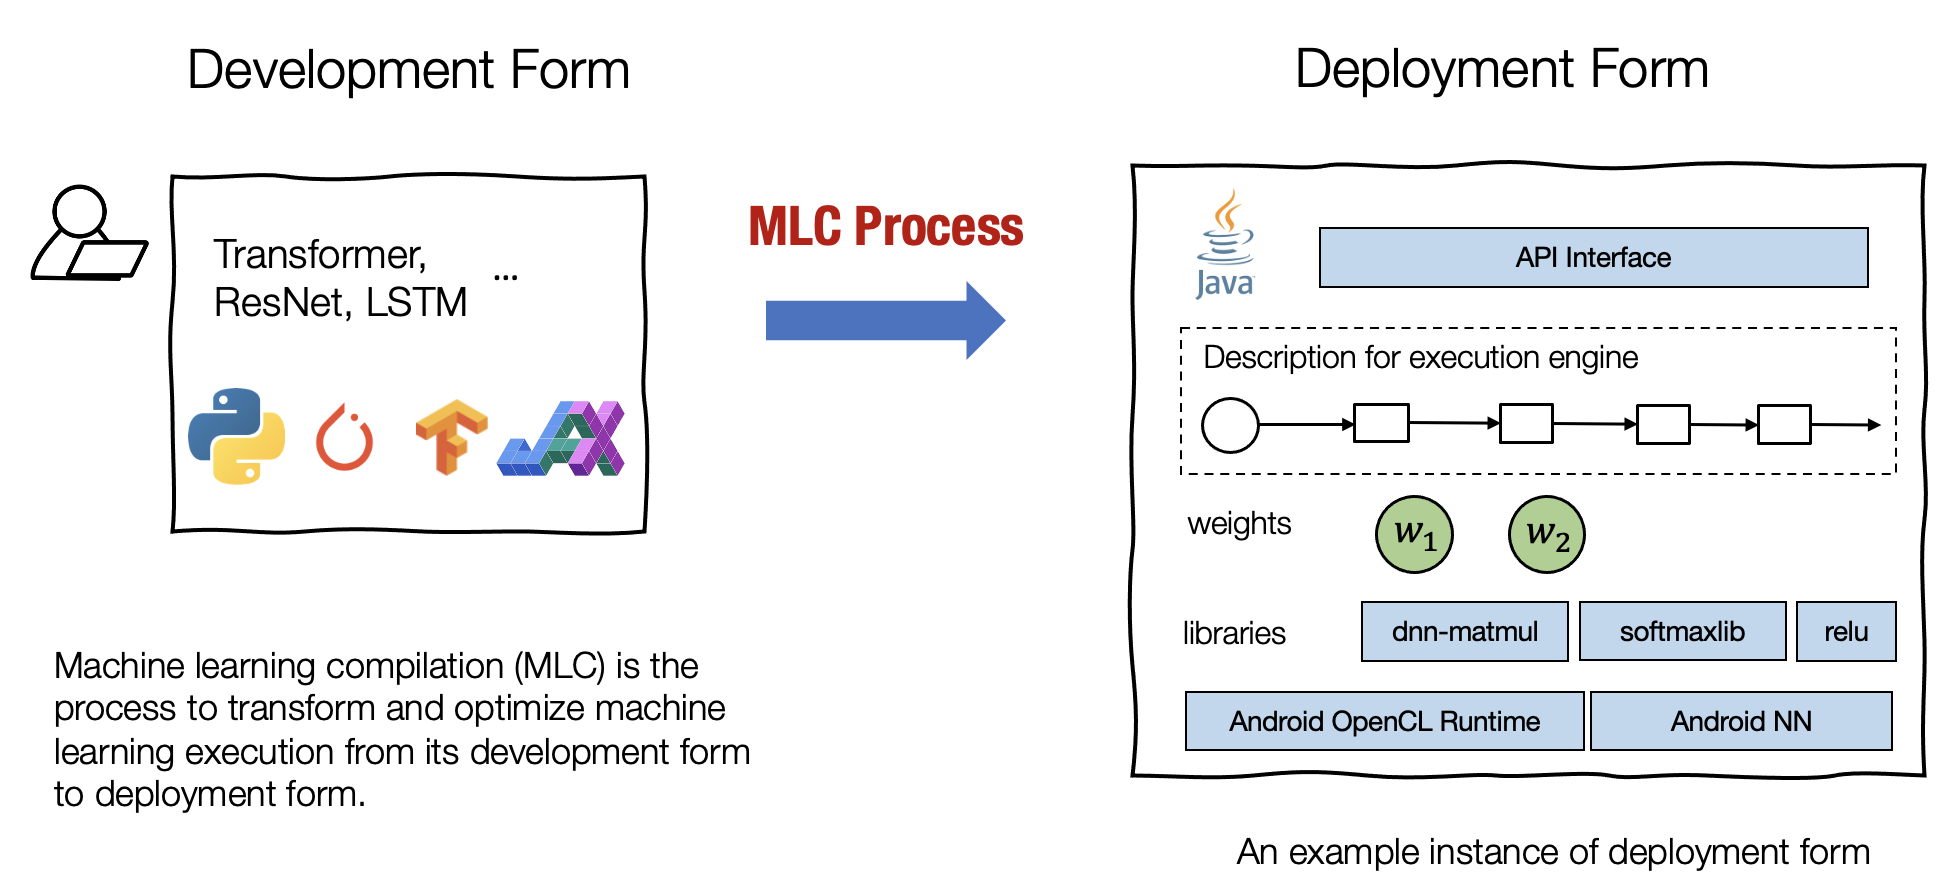 Development Form
Deployment Form
Transformer,
ResNet, LSTM
...
MLC Process
Java
API Interface
Description for execution engine
weights
w1
w2
libraries
dnn-matmul
softmaxlib
relu
Android OpenCL Runtime
Android NN
Machine learning compilation (MLC) is the
process to transform and optimize machine
learning execution from its development form
to deployment form.
An example instance of deployment form